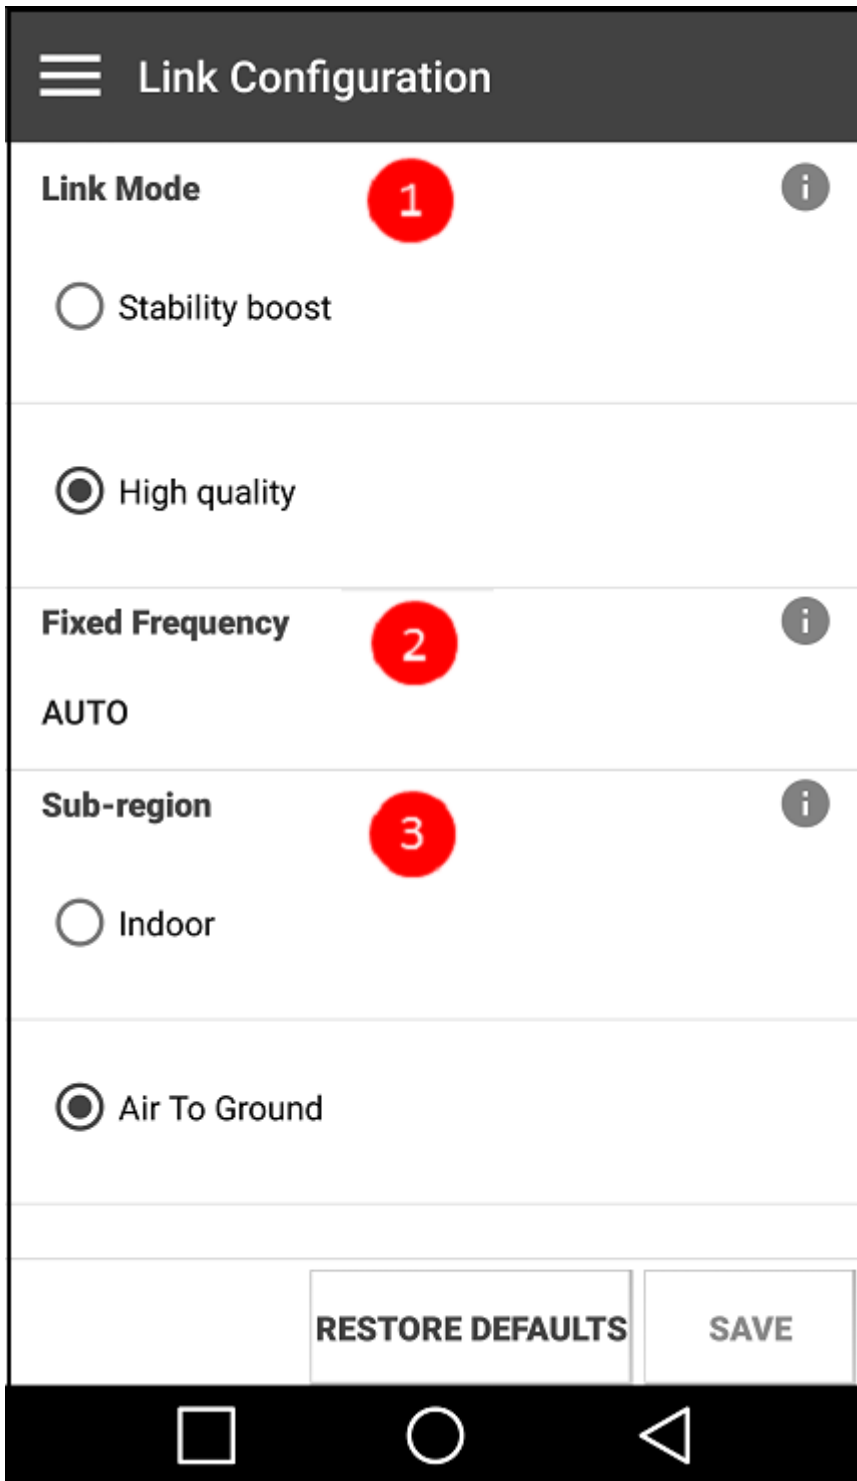 Link Configuration
Link Mode
1
Stability boost
High quality
Fixed Frequency
2
AUTO
Sub-region
3
Indoor
Air To Ground
RESTORE DEFAULTS
SAVE